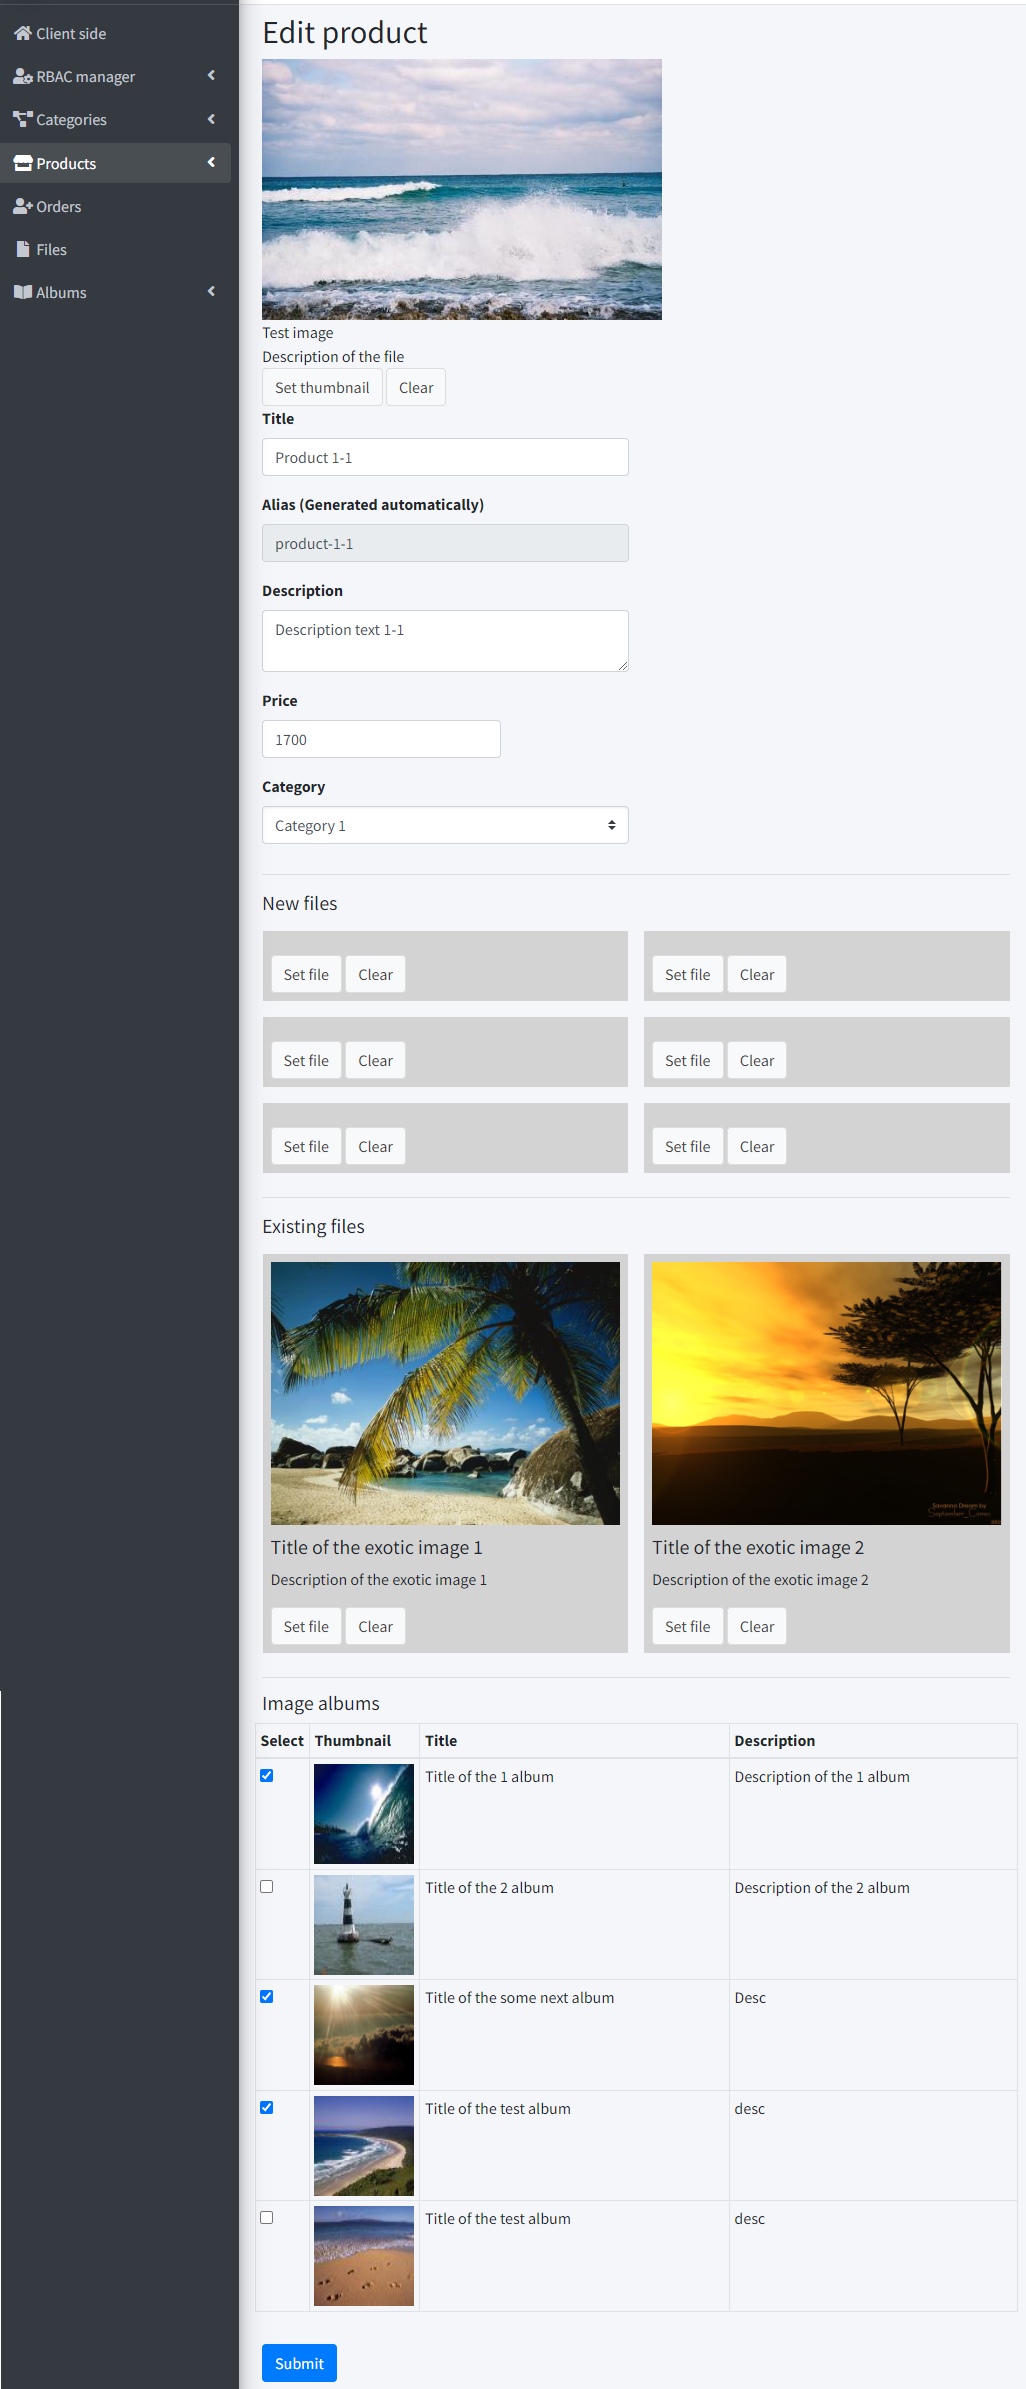 Client side
RBAC manager
Categories
Products
Orders
Files
Albums
Edit product
Test image
Description of the file
Set thumbnail Clear
Title
Product 1-1
Alias (Generated automatically)
product-1-1
Description
Description text 1-1
Price
1700
Category
Category 1
New files
Set file Clear Set file Clear
Set file Clear Set file Clear
Set file Clear Set file Clear
Existing files
Savanna Dream by
Title of the exotic image 1 Title of the exotic image 2
Description of the exotic image 1 Description of the exotic image 2
Set file Clear Set file Clear
Image albums
Select Thumbnail Title Description
Title of the 1 album Description of the 1 album
Title of the 2 album Description of the 2 album
Title of the some next album Desc
Title of the test album desc
Title of the test album desc
Submit